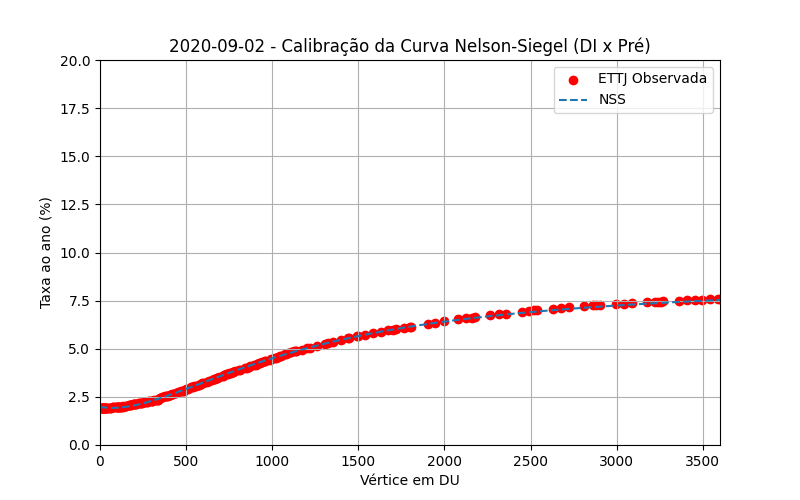 2020-09-02 - Calibração da Curva Nelson-Siegel (DI x Pré)
ETTJ Observada
NSS
Taxa ao ano (%)
20.0
17.5
15.0
12.5
10.0
7.5
5.0
2.5
0.0
0 500 1000 1500 2000 2500 3000 3500
Vértice em DU